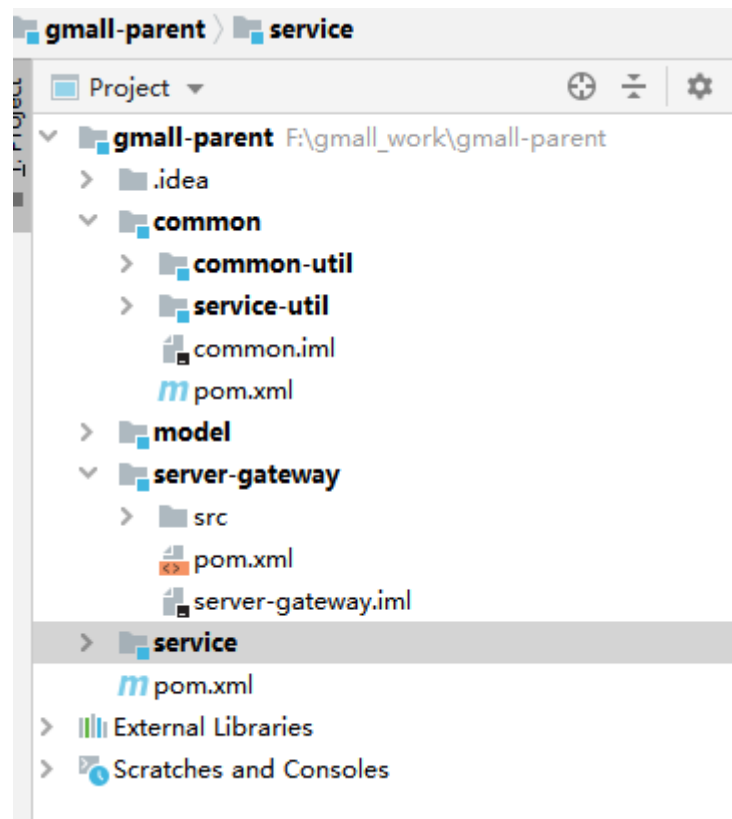 gmall-parent 〉 service
Project
gmall-parent F:\gmall_work\gmall-parent
.idea
common
common-util
service-util
common.iml
m pom.xml
model
server-gateway
src
pom.xml
server-gateway.iml
service
m pom.xml
External Libraries
Scratches and Consoles